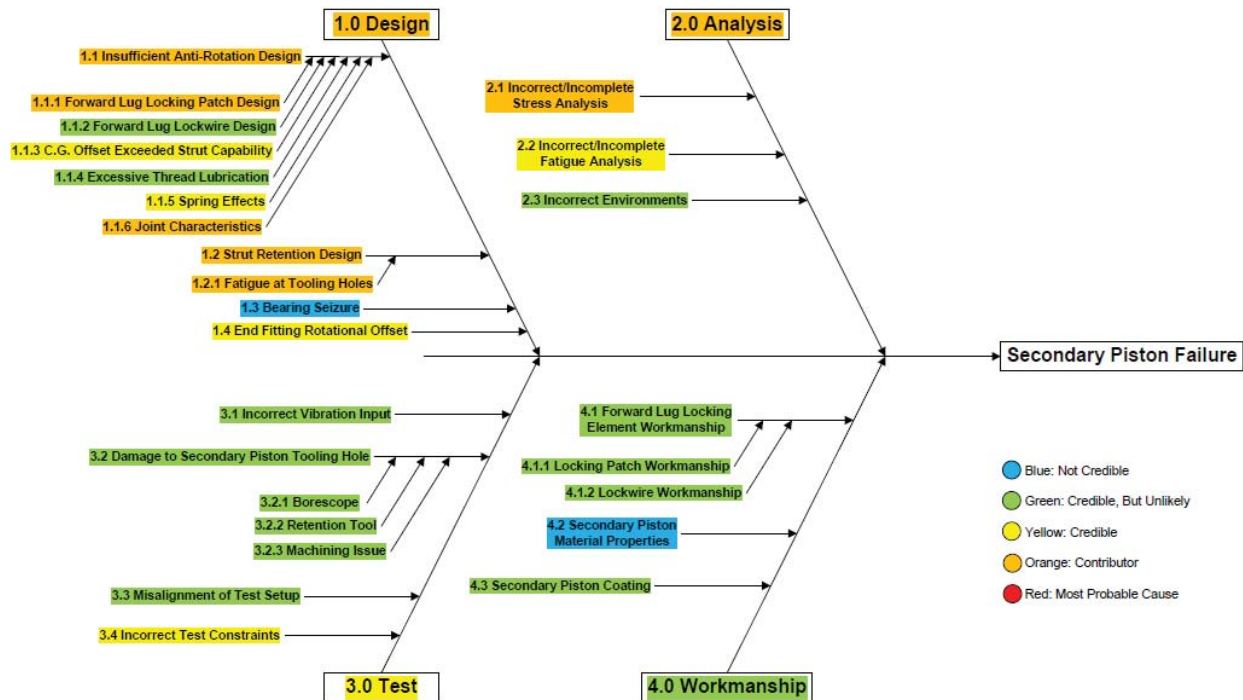 1.0 Design
2.0 Analysis
1.1 Insufficient Anti-Rotation Design
1.1.1 Forward Lug Locking Patch Design
1.1.2 Forward Lug Lockwire Design
1.1.3 C.G. Offset Exceeded Strut Capability
1.1.4 Excessive Thread Lubrication
1.1.5 Spring Effects
1.1.6 Joint Characteristics
1.2 Strut Retention Design
1.2.1 Fatigue at Tooling Holes
1.3 Bearing Seizure
1.4 End Fitting Rotational Offset
2.1 Incorrect/Incomplete
Stress Analysis
2.2 Incorrect/Incomplete
Fatigue Analysis
2.3 Incorrect Environments
Secondary Piston Failure
3.1 Incorrect Vibration Input
3.2 Damage to Secondary Piston Tooling Hole
3.2.1 Borescope
3.2.2 Retention Tool
3.2.3 Machining Issue
3.3 Misalignment of Test Setup
3.4 Incorrect Test Constraints
3.0 Test
4.1 Forward Lug Locking
Element Workmanship
4.1.1 Locking Patch Workmanship
4.1.2 Lockwire Workmanship
4.2 Secondary Piston
Material Properties
4.3 Secondary Piston Coating
4.0 Workmanship
Blue: Not Credible
Green: Credible, But Unlikely
Yellow: Credible
Orange: Contributor
Red: Most Probable Cause